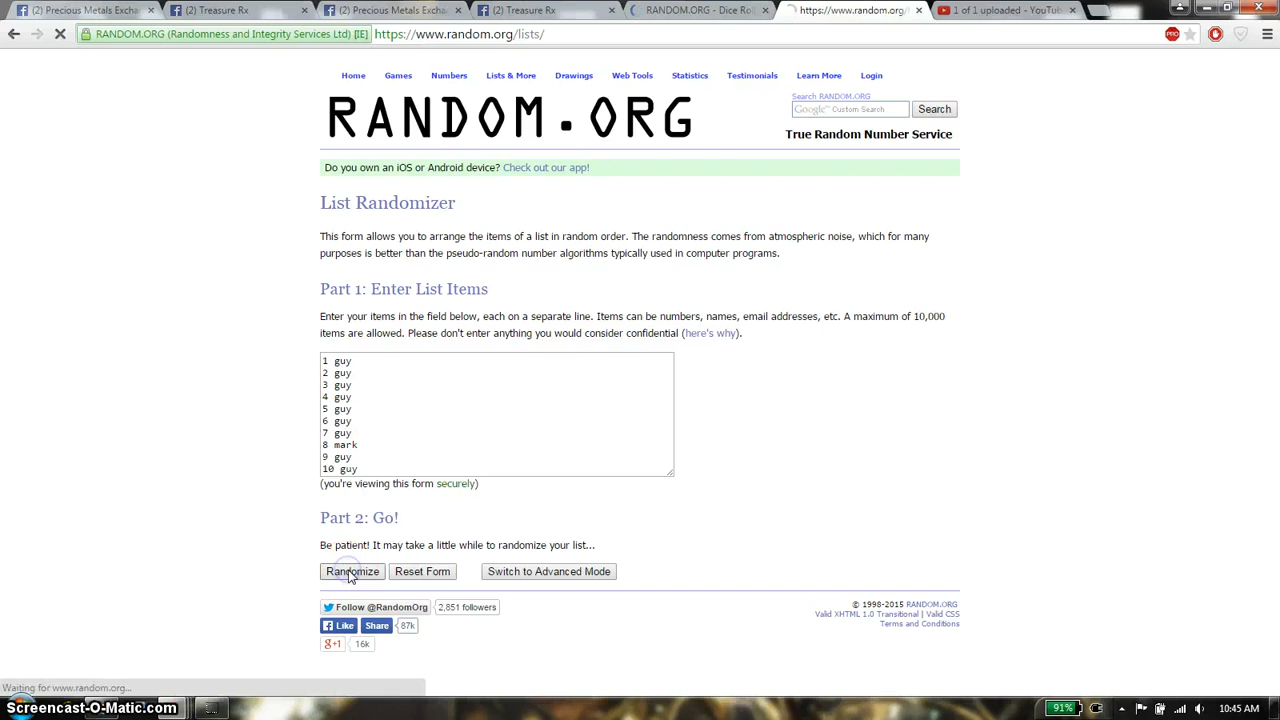 (2) Precious Metals Exchan
(2) Treasure Rx
(2) Precious Metals Exchan
(2) Treasure Rx
RANDOM.ORG - Dice Roll
https://www.random.org/
1 of 1 uploaded - YouTub
RANDOM.ORG (Randomness and Integrity Services Ltd) [IE]
https://www.random.org/lists/
PRO
Home Games Numbers Lists & More Drawings Web Tools Statistics Testimonials Learn More Login
RANDOM.ORG
Search RANDOM.ORG
Google™ Custom Search
Search
True Random Number Service
Do you own an iOS or Android device? Check out our app!
List Randomizer
This form allows you to arrange the items of a list in random order. The randomness comes from atmospheric noise, which for many
purposes is better than the pseudo-random number algorithms typically used in computer programs.
Part 1: Enter List Items
Enter your items in the field below, each on a separate line. Items can be numbers, names, email addresses, etc. A maximum of 10,000
items are allowed. Please don't enter anything you would consider confidential (here's why).
1 guy
2 guy
3 guy
4 guy
5 guy
6 guy
7 guy
8 mark
9 guy
10 guy
(you're viewing this form securely)
Part 2: Go!
Be patient! It may take a little while to randomize your list...
Randomize
Reset Form
Switch to Advanced Mode
Follow @RandomOrg
2,851 followers
Like
Share
87k
g+1
16k
© 1998-2015 RANDOM.ORG
Valid XHTML 1.0 Transitional | Valid CSS
Terms and Conditions
Waiting for www.random.org...
Screencast-O-Matic.com
91%
10:45 AM